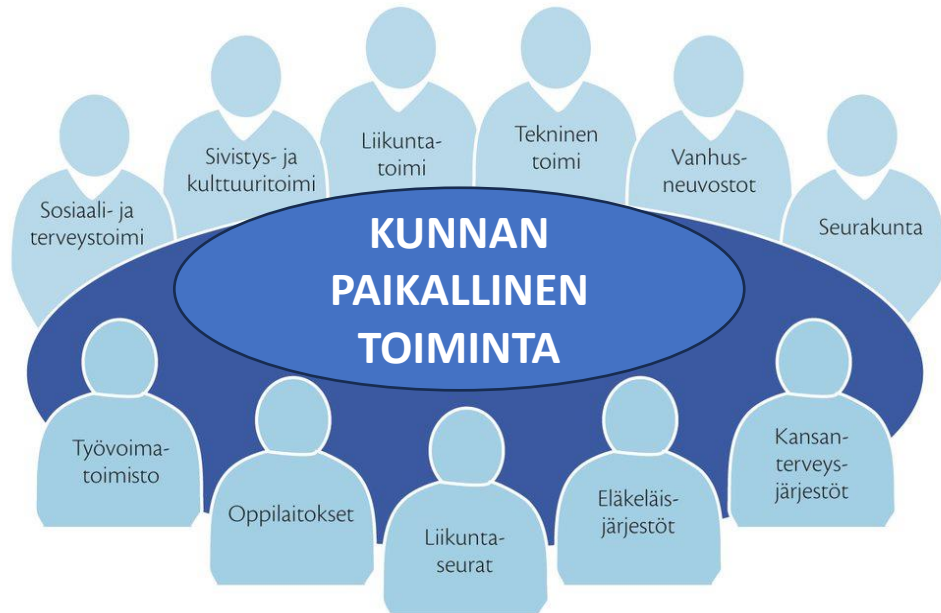 Sosiaali- ja
terveystoimi
Sivistys- ja
kulttuuritoimi
Liikunta-
toimi
Tekninen
toimi
Vanhus-
neuvostot
Seurakunta
KUNNAN
PAIKALLINEN
TOIMINTA
Työvoima-
toimisto
Oppilaitokset
Liikunta-
seurat
Eläkeläis-
järjestöt
Kansan-
terveys-
järjestöt